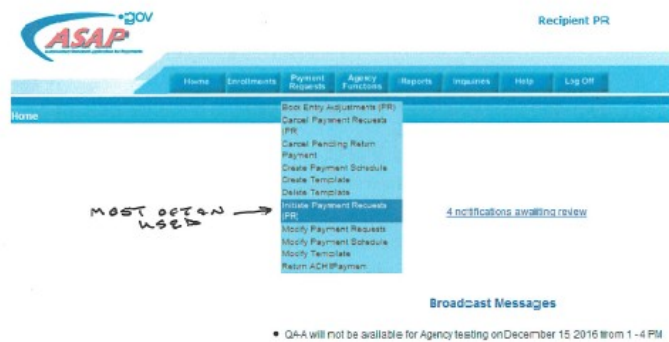 .gov
ASAP
Recipient PR
Home Enrollments Payment Requests Agency Functions Reports Inquiries Help Log Off
Home
Book Entry Adjustments (PR)
Cancel Payment Requests
(PR)
Cancel Pending Return
Payment
Create Payment Schedule
Create Template
Delete Template
Initiate Payment Requests
(PR)
MOST OFTEN
USED
4 notifications awaiting review
Modify Payment Requests
Modify Payment Schedule
Modify Template
Return ACH/Payment
Broadcast Messages
• QA-A will not be available for Agency testing on December 15 2016 from 1 - 4 PM